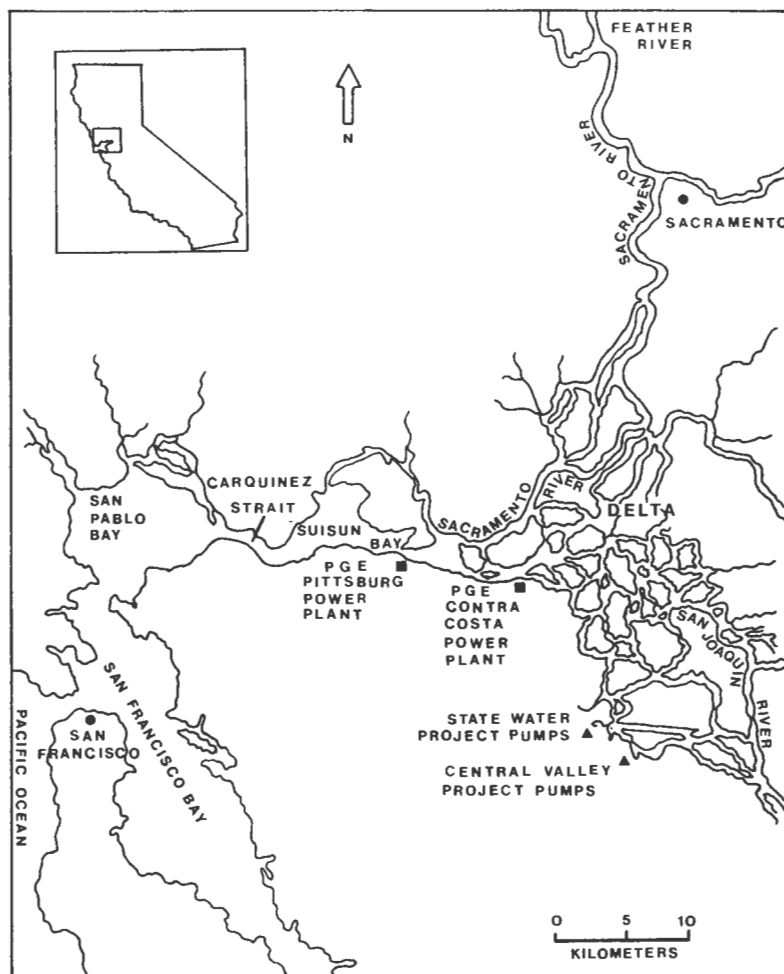 FEATHER
RIVER
N
SACRAMENTO RIVER
SACRAMENTO
CARQUINEZ
STRAIT
SAN
PABLO
BAY
SUISUN
BAY
SACRAMENTO
RIVER
DELTA
PGE
PITTSBURG
POWER
PLANT
PGE
CONTRA
COSTA
POWER
PLANT
SAN JOAQUIN
RIVER
SAN FRANCISCO BAY
PACIFIC OCEAN
SAN
FRANCISCO
STATE WATER
PROJECT PUMPS
CENTRAL VALLEY
PROJECT PUMPS
0 5 10
KILOMETERS